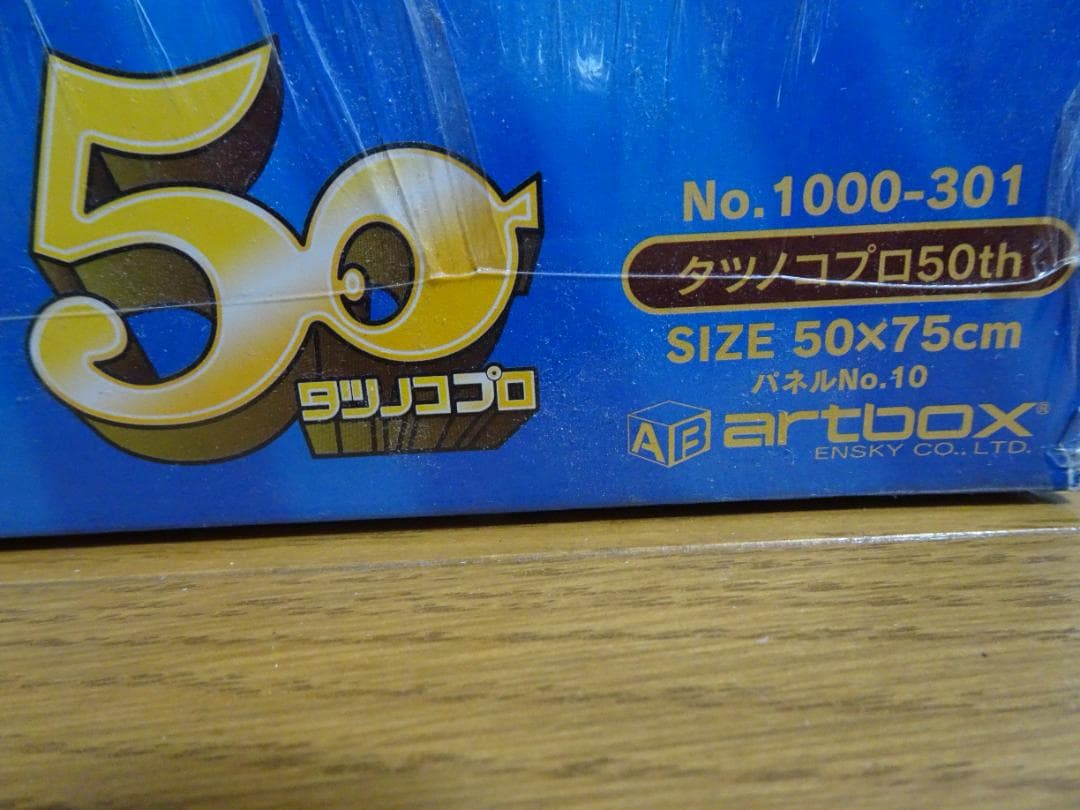 50
タツノコプロ
No.1000-301
タツノコプロ50th
SIZE 50×75cm
パネルNo.10
AB artbox®
ENSKY CO.,LTD.